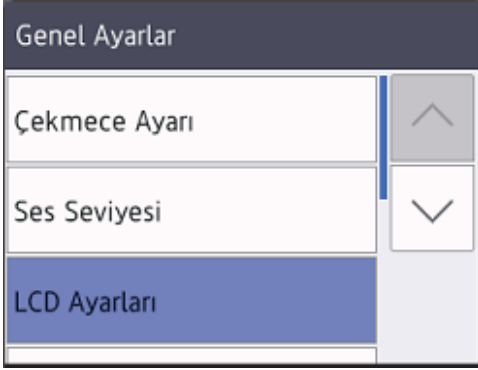 Genel Ayarlar
Çekmece Ayarı
Ses Seviyesi
LCD Ayarları